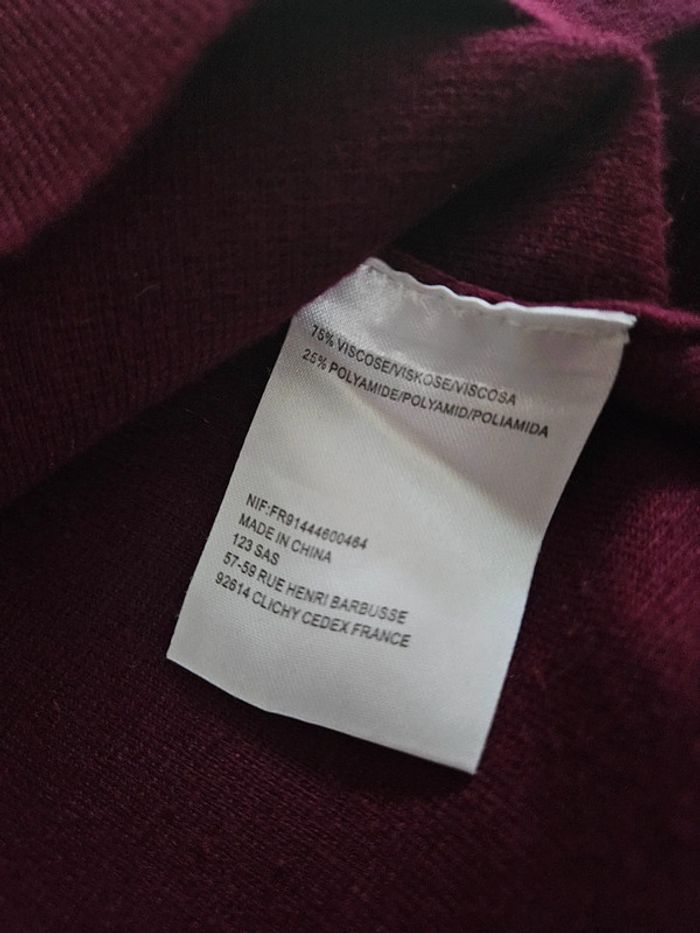 75% VISCOSE/VISKOSE/VISCOSA
25% POLYAMIDE/POLYAMID/POLIAMIDA
NIF:FR91444600464
MADE IN CHINA
123 SAS
57-59 RUE HENRI BARBUSSE
92614 CLICHY CEDEX FRANCE